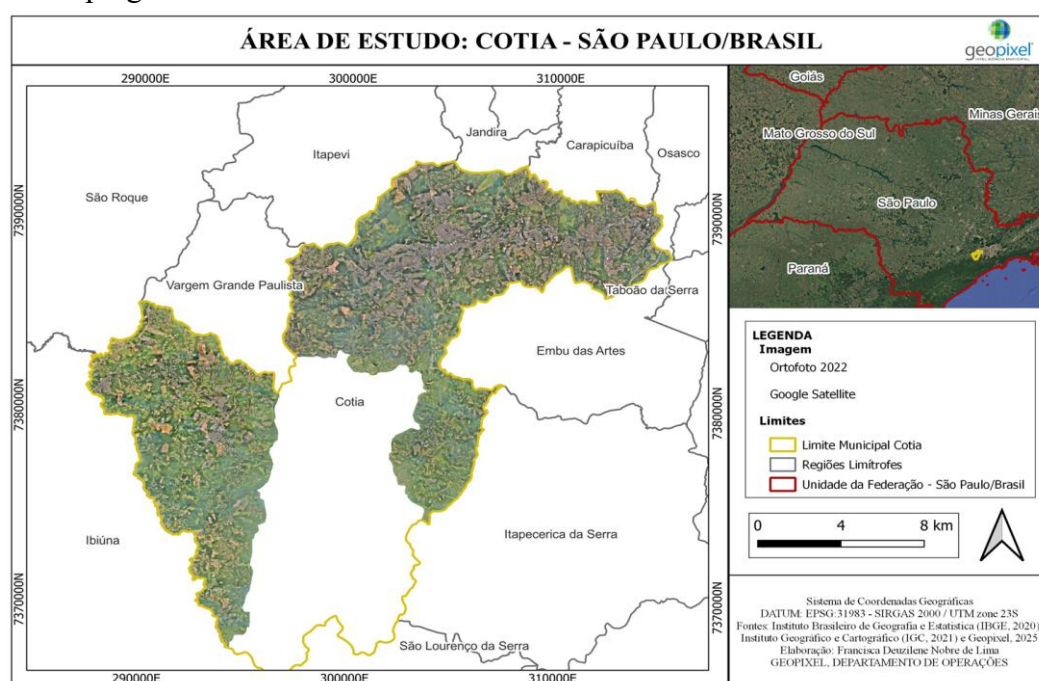 ÁREA DE ESTUDO: COTIA - SÃO PAULO/BRASIL
geopixel
290000E
300000E
310000E
7390000N
7380000N
7370000N
Jandira
Itapevi
Carapicuíba
Osasco
São Roque
Vargem Grande Paulista
Taboão da Serra
Embu das Artes
Cotia
Ibiúna
Itapecerica da Serra
São Lourenço da Serra
7390000N
7380000N
7370000N
290000E
300000E
310000E
Goiás
Minas Gerais
Mato Grosso do Sul
São Paulo
Paraná
LEGENDA
Imagem
Ortofoto 2022
Google Satellite
Limites
Limite Municipal Cotia
Regiões Limítrofes
Unidade da Federação - São Paulo/Brasil
0 4 8 km
Sistema de Coordenadas Geográficas
DATUM: EPSG:31983 - SIRGAS 2000 / UTM zone 23S
Fontes: Instituto Brasileiro de Geografia e Estatística (IBGE, 2020)
Instituto Geográfico e Cartográfico (IGC, 2021) e Geopixel, 2025
Elaboração: Francisca Deuzilene Nobre de Lima
GEOPIXEL, DEPARTAMENTO DE OPERAÇÕES